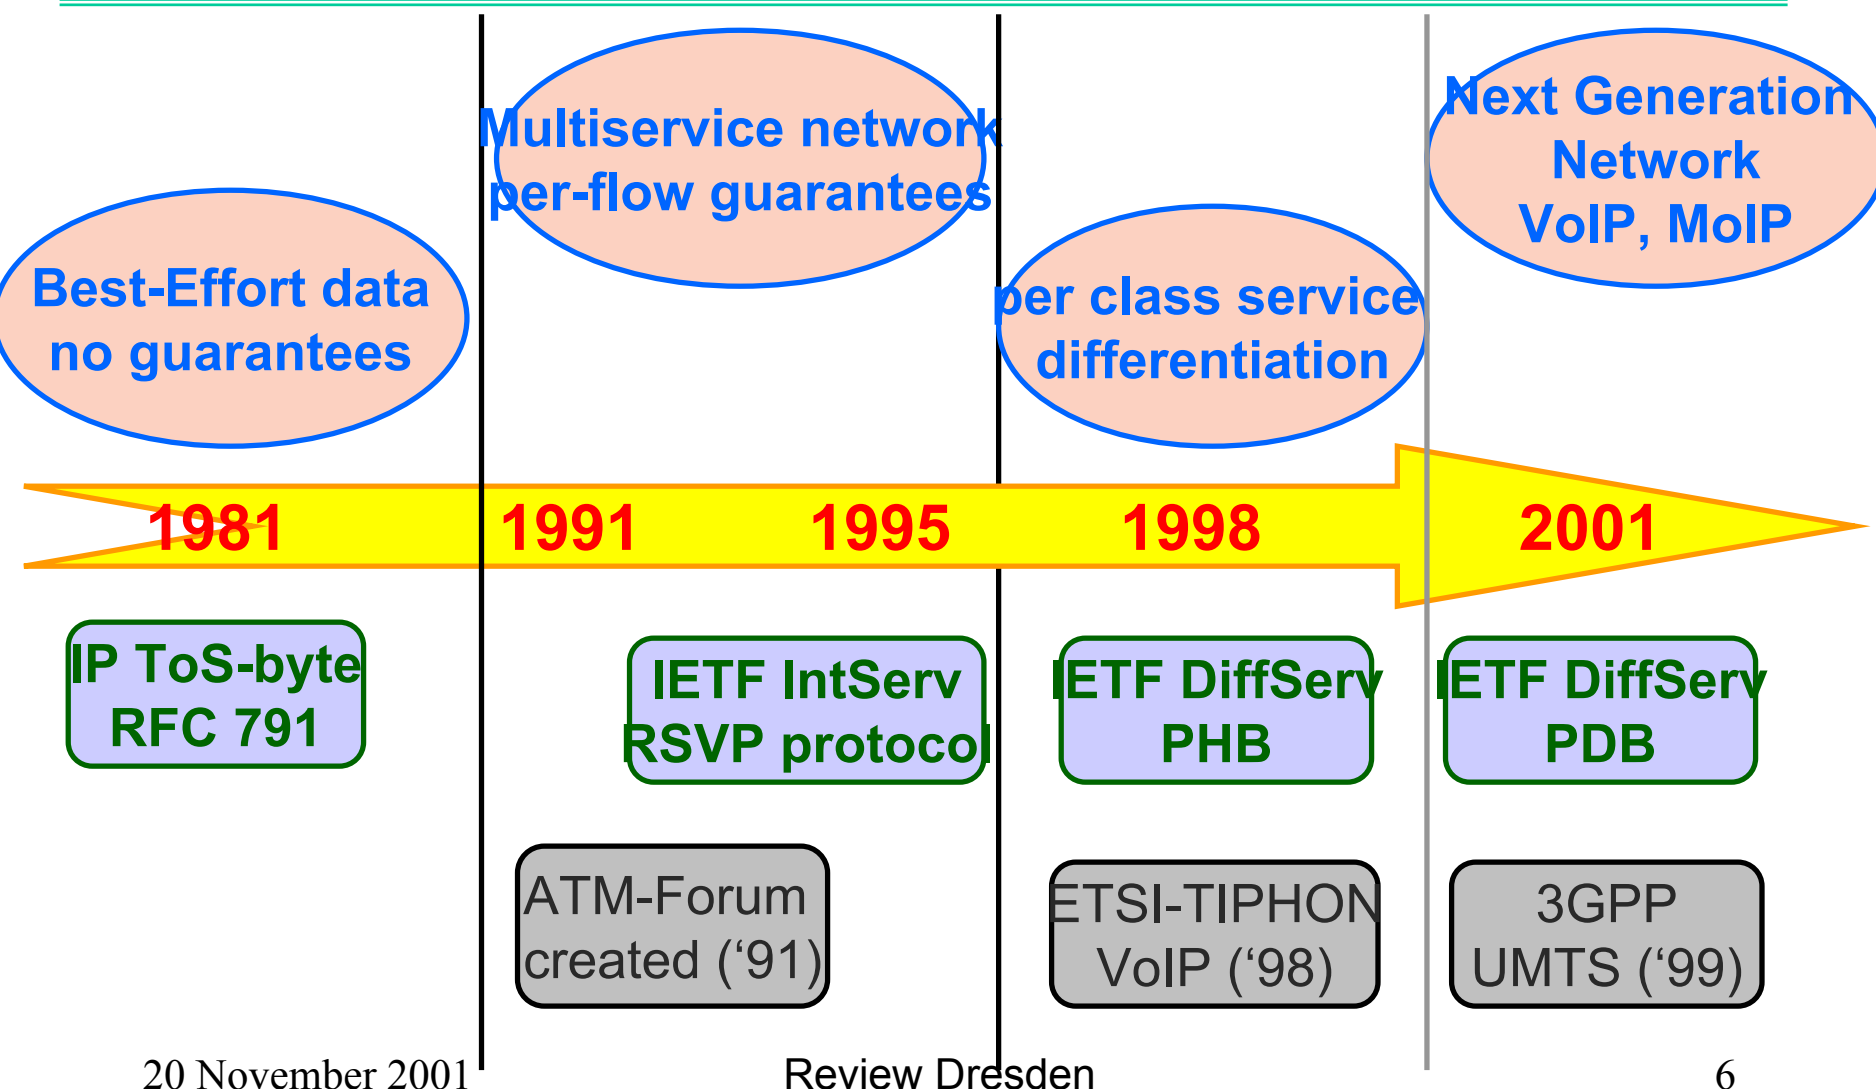 Best-Effort data
no guarantees
Multiservice network
per-flow guarantees
per class service
differentiation
Next Generation
Network
VoIP, MoIP
1981
1991
1995
1998
2001
IP ToS-byte
RFC 791
IETF IntServ
RSVP protocol
IETF DiffServ
PHB
IETF DiffServ
PDB
ATM-Forum
created (‘91)
ETSI-TIPHON
VoIP (‘98)
3GPP
UMTS (‘99)
20 November 2001
Review Dresden
6